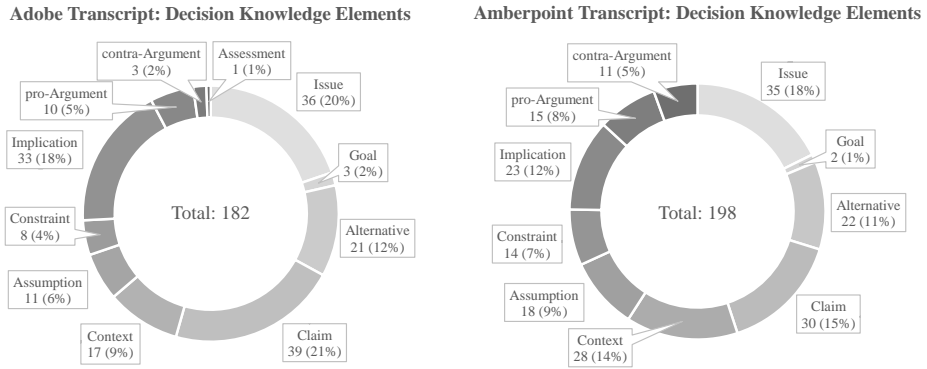 Adobe Transcript: Decision Knowledge Elements
contra-Argument
3 (2%)
Assessment
1 (1%)
Issue
36 (20%)
pro-Argument
10 (5%)
Implication
33 (18%)
Goal
3 (2%)
Total: 182
Constraint
8 (4%)
Alternative
21 (12%)
Assumption
11 (6%)
Context
17 (9%)
Claim
39 (21%)
Amberpoint Transcript: Decision Knowledge Elements
contra-Argument
11 (5%)
Issue
35 (18%)
pro-Argument
15 (8%)
Goal
2 (1%)
Implication
23 (12%)
Total: 198
Alternative
22 (11%)
Constraint
14 (7%)
Assumption
18 (9%)
Claim
30 (15%)
Context
28 (14%)